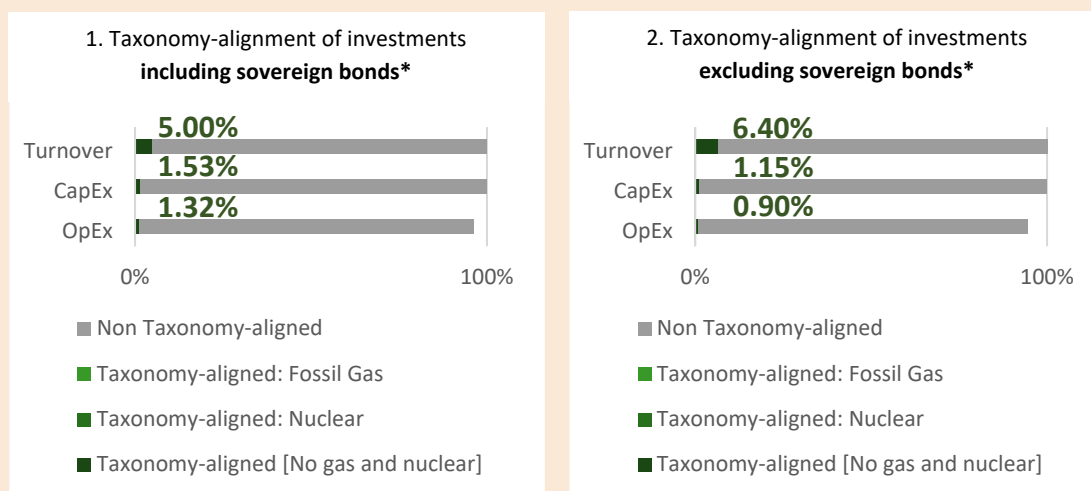 1. Taxonomy-alignment of investments
including sovereign bonds*
5.00%
Turnover
1.53%
CapEx
1.32%
OpEx
0%
100%
Non Taxonomy-aligned
Taxonomy-aligned: Fossil Gas
Taxonomy-aligned: Nuclear
Taxonomy-aligned [No gas and nuclear]
2. Taxonomy-alignment of investments
excluding sovereign bonds*
6.40%
Turnover
1.15%
CapEx
0.90%
OpEx
0%
100%
Non Taxonomy-aligned
Taxonomy-aligned: Fossil Gas
Taxonomy-aligned: Nuclear
Taxonomy-aligned [No gas and nuclear]